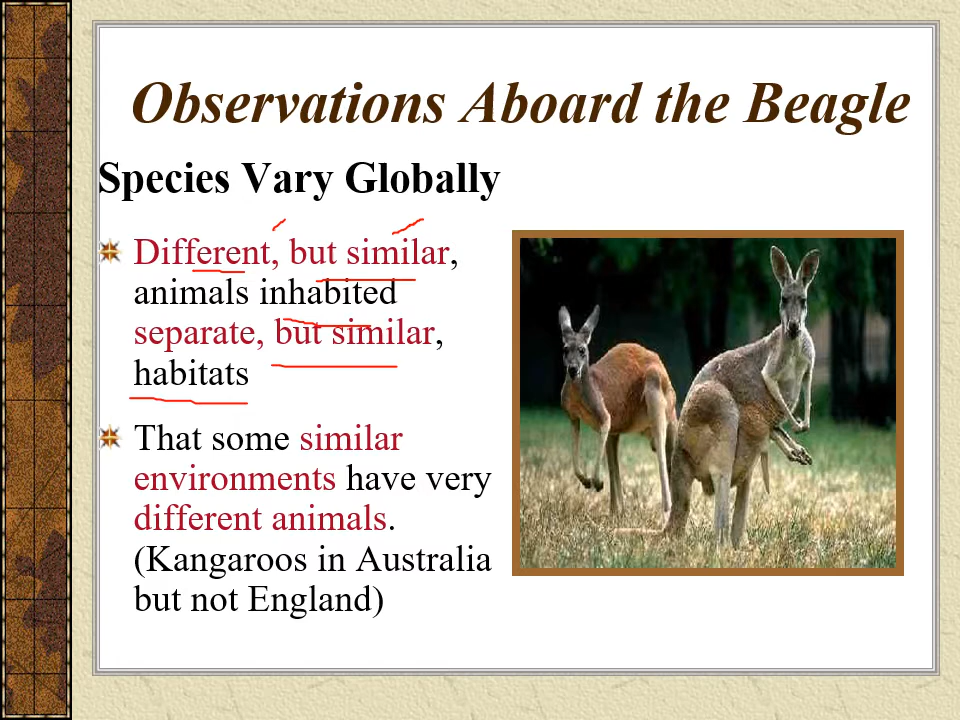 Observations Aboard the Beagle
Species Vary Globally
Different, but similar,
animals inhabited
separate, but similar,
habitats
That some similar
environments have very
different animals.
(Kangaroos in Australia
but not England)